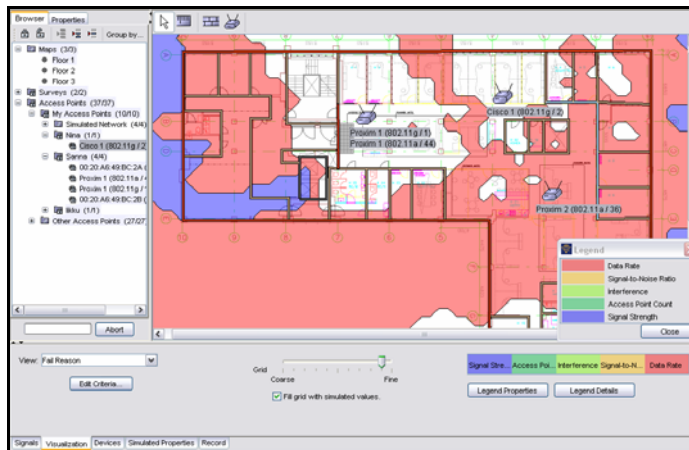 Browser
Properties
Group by...
Maps (3/3)
Floor 1
Floor 2
Floor 3
Surveys (2/2)
Access Points (37/37)
My Access Points (10/10)
Simulated Network (4/4)
Nina (1/1)
Cisco 1 (802.11g / 2
Sanna (4/4)
00:20:A6:49:BC:2A (
Proxim 1 (802.11a / 4
Proxim 1 (802.11g / 1
00:20:A6:49:BC:2B (
Ilkku (1/1)
Other Access Points (27/27)
Abort
Cisco 1 (802.11g / 2)
Proxim 1 (802.11g / 1)
Proxim 1 (802.11a / 44)
Proxim 2 (802.11a / 36)
Legend
Data Rate
Signal-to-Noise Ratio
Interference
Access Point Count
Signal Strength
Close
View: Fail Reason
Edit Criteria...
Grid
Coarse
Fine
Fill grid with simulated values.
Signal Stre... Access Poi... Interference Signal-to-N... Data Rate
Legend Properties
Legend Details
Signals Visualization Devices Simulated Properties Record